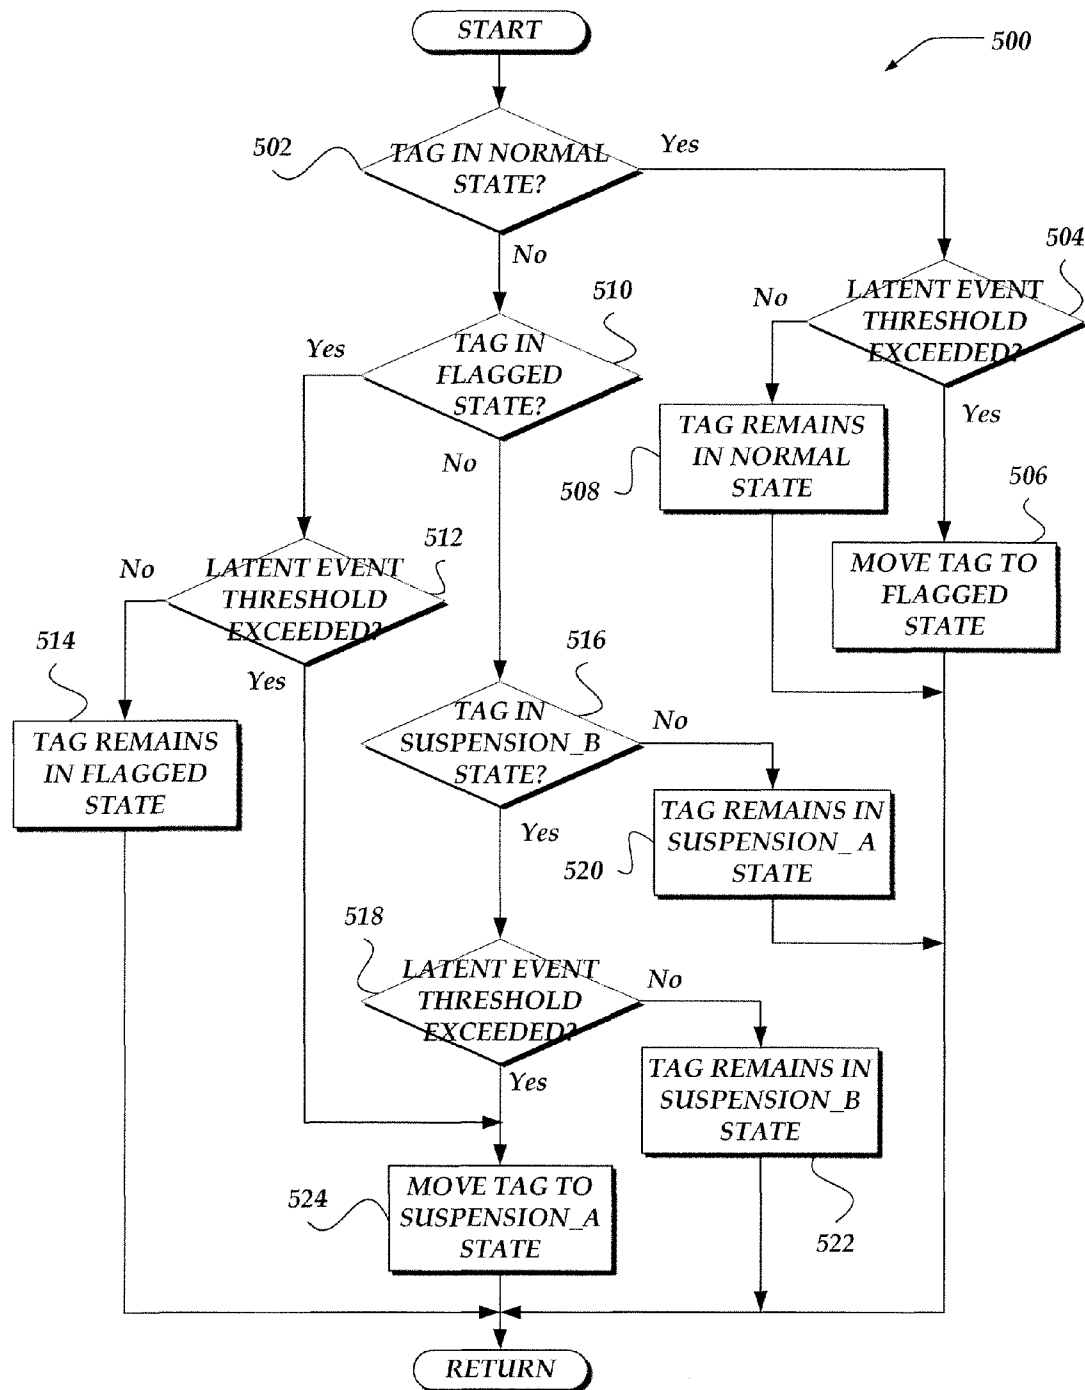 START
500
502
TAG IN NORMAL
STATE?
Yes
No
504
LATENT EVENT
THRESHOLD
EXCEEDED?
No
Yes
510
TAG IN
FLAGGED
STATE?
Yes
No
TAG REMAINS
IN NORMAL
STATE
508
506
MOVE TAG TO
FLAGGED
STATE
512
LATENT EVENT
THRESHOLD
EXCEEDED?
No
Yes
514
TAG REMAINS
IN FLAGGED
STATE
516
TAG IN
SUSPENSION_B
STATE?
No
Yes
TAG REMAINS IN
SUSPENSION_ A
STATE
520
518
LATENT EVENT
THRESHOLD
EXCEEDED?
No
Yes
TAG REMAINS IN
SUSPENSION_B
STATE
522
524
MOVE TAG TO
SUSPENSION_A
STATE
RETURN